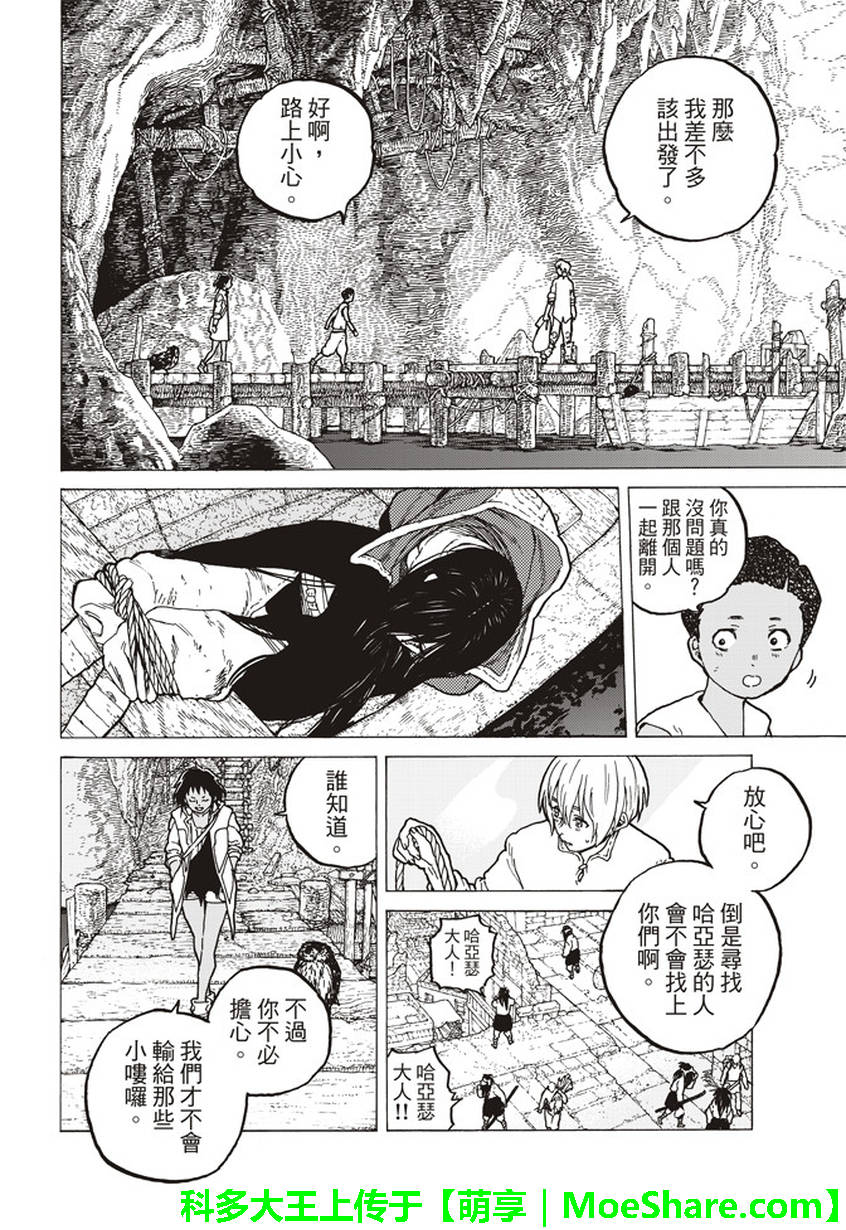 那麼
我差不多
該出發了。
好啊，
路上小心。
你真的
沒問題嗎？
跟那個人
一起離開。
放心吧。
倒是尋找
哈亞瑟的人
會不會找上
你們啊。
哈亞瑟
大人！
哈亞瑟
大人！！
誰知道。
不過
你不必
擔心。
我們才不會
輸給那些
小嘍囉。
科多大王上传于【萌享｜MoeShare.com】